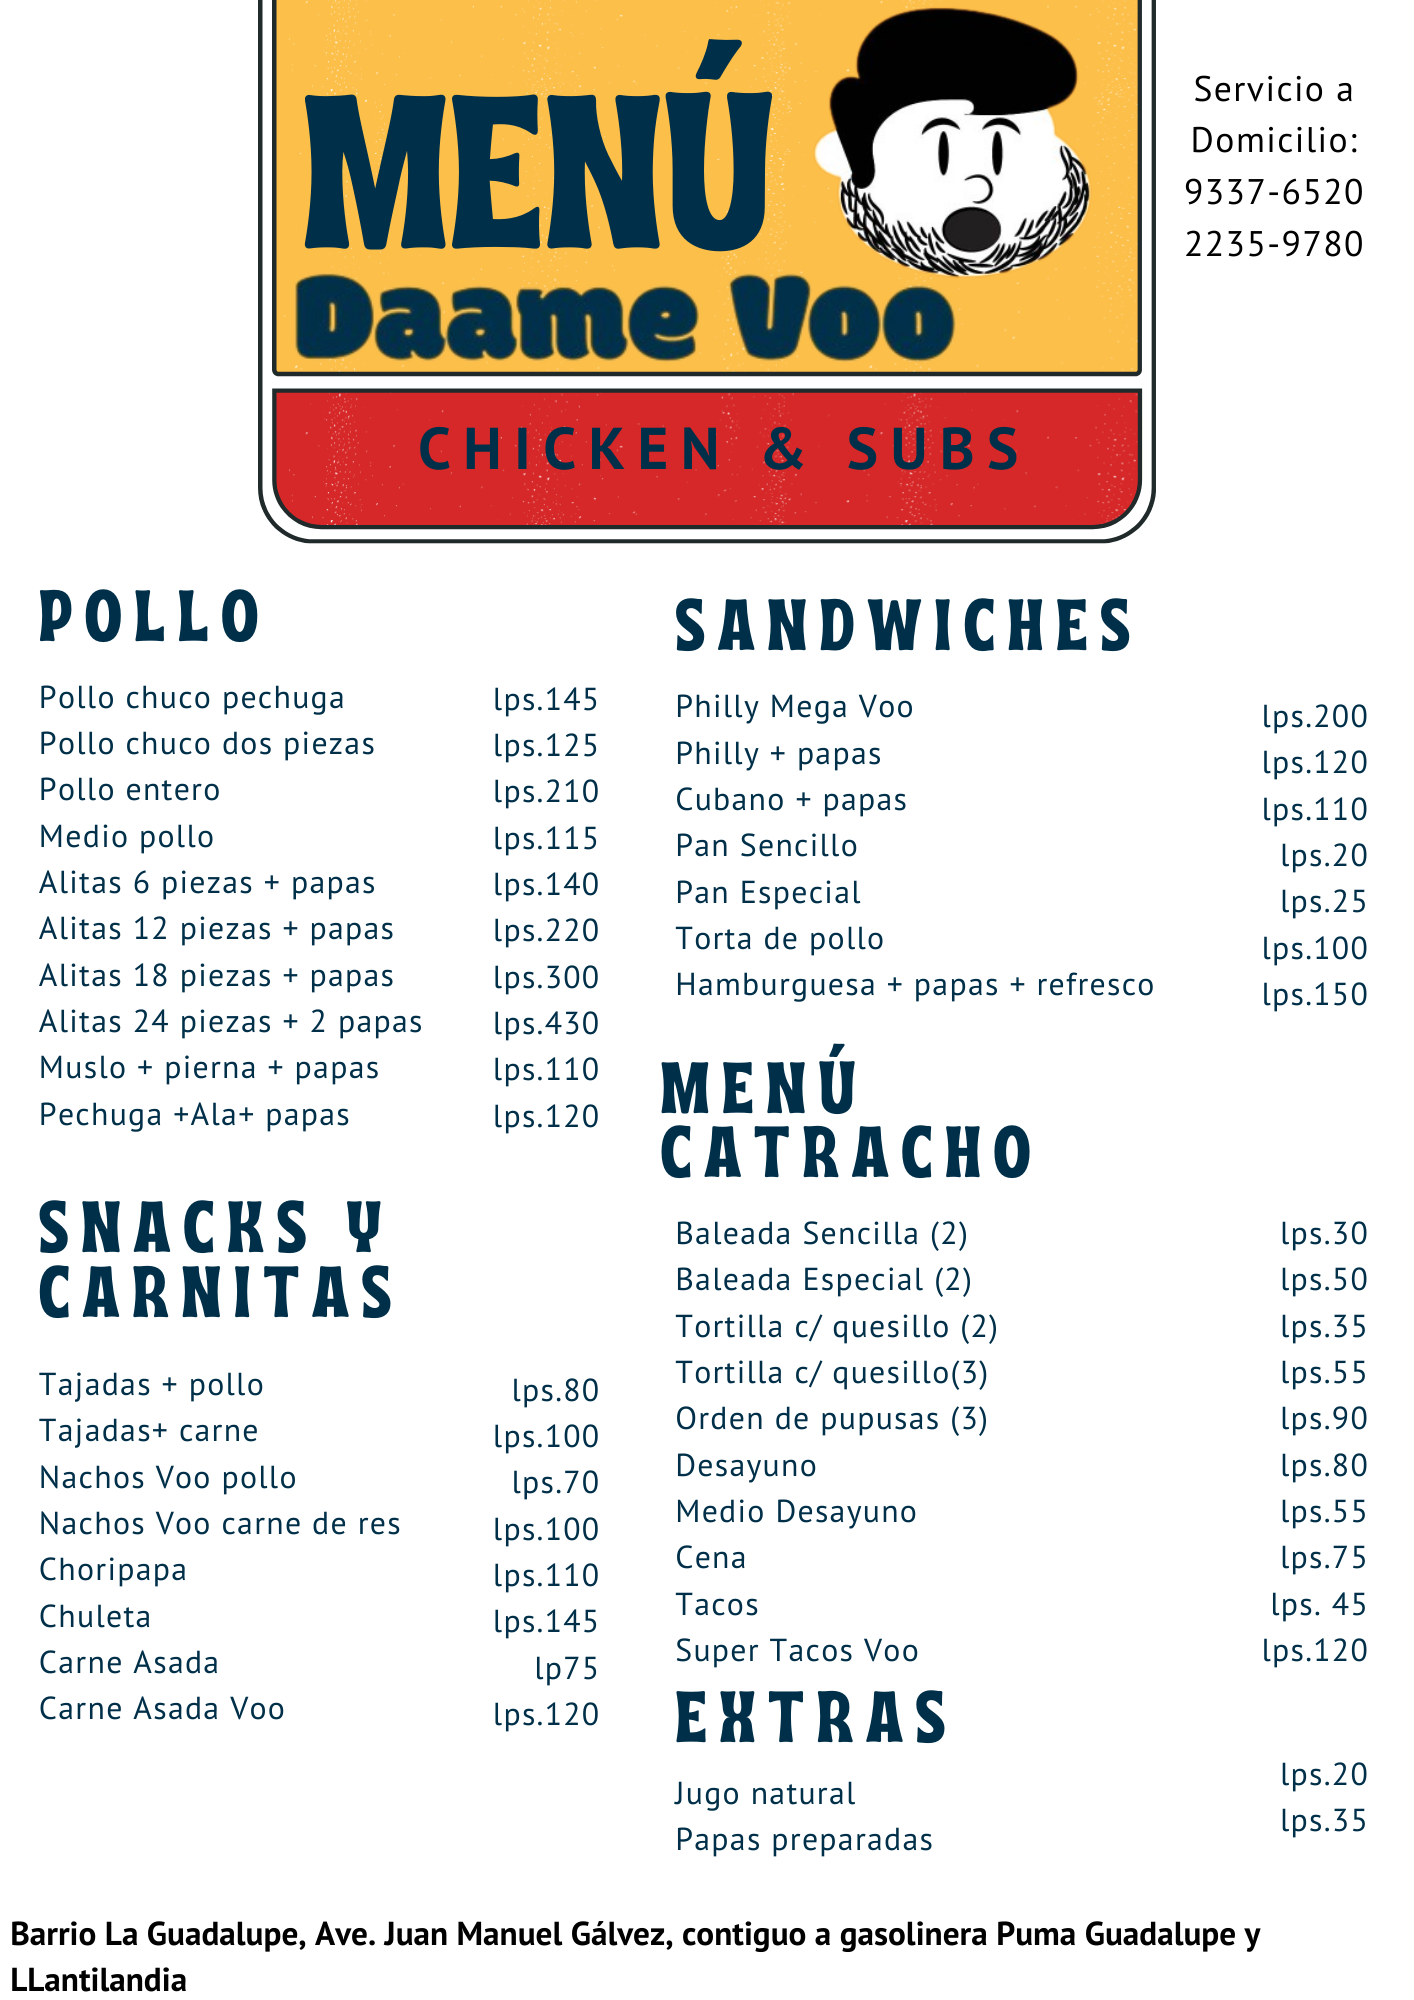 MENÚ
Daame Voo
CHICKEN & SUBS
Servicio a
Domicilio:
9337-6520
2235-9780
POLLO
Pollo chuco pechuga lps.145
Pollo chuco dos piezas lps.125
Pollo entero lps.210
Medio pollo lps.115
Alitas 6 piezas + papas lps.140
Alitas 12 piezas + papas lps.220
Alitas 18 piezas + papas lps.300
Alitas 24 piezas + 2 papas lps.430
Muslo + pierna + papas lps.110
Pechuga +Ala+ papas lps.120
SNACKS Y
CARNITAS
Tajadas + pollo lps.80
Tajadas+ carne lps.100
Nachos Voo pollo lps.70
Nachos Voo carne de res lps.100
Choripapa lps.110
Chuleta lps.145
Carne Asada lp75
Carne Asada Voo lps.120
SANDWICHES
Philly Mega Voo lps.200
Philly + papas lps.120
Cubano + papas lps.110
Pan Sencillo lps.20
Pan Especial lps.25
Torta de pollo lps.100
Hamburguesa + papas + refresco lps.150
MENÚ
CATRACHO
Baleada Sencilla (2) lps.30
Baleada Especial (2) lps.50
Tortilla c/ quesillo (2) lps.35
Tortilla c/ quesillo(3) lps.55
Orden de pupusas (3) lps.90
Desayuno lps.80
Medio Desayuno lps.55
Cena lps.75
Tacos lps. 45
Super Tacos Voo lps.120
EXTRAS
Jugo natural lps.20
Papas preparadas lps.35
Barrio La Guadalupe, Ave. Juan Manuel Gálvez, contiguo a gasolinera Puma Guadalupe y
LLantilandia